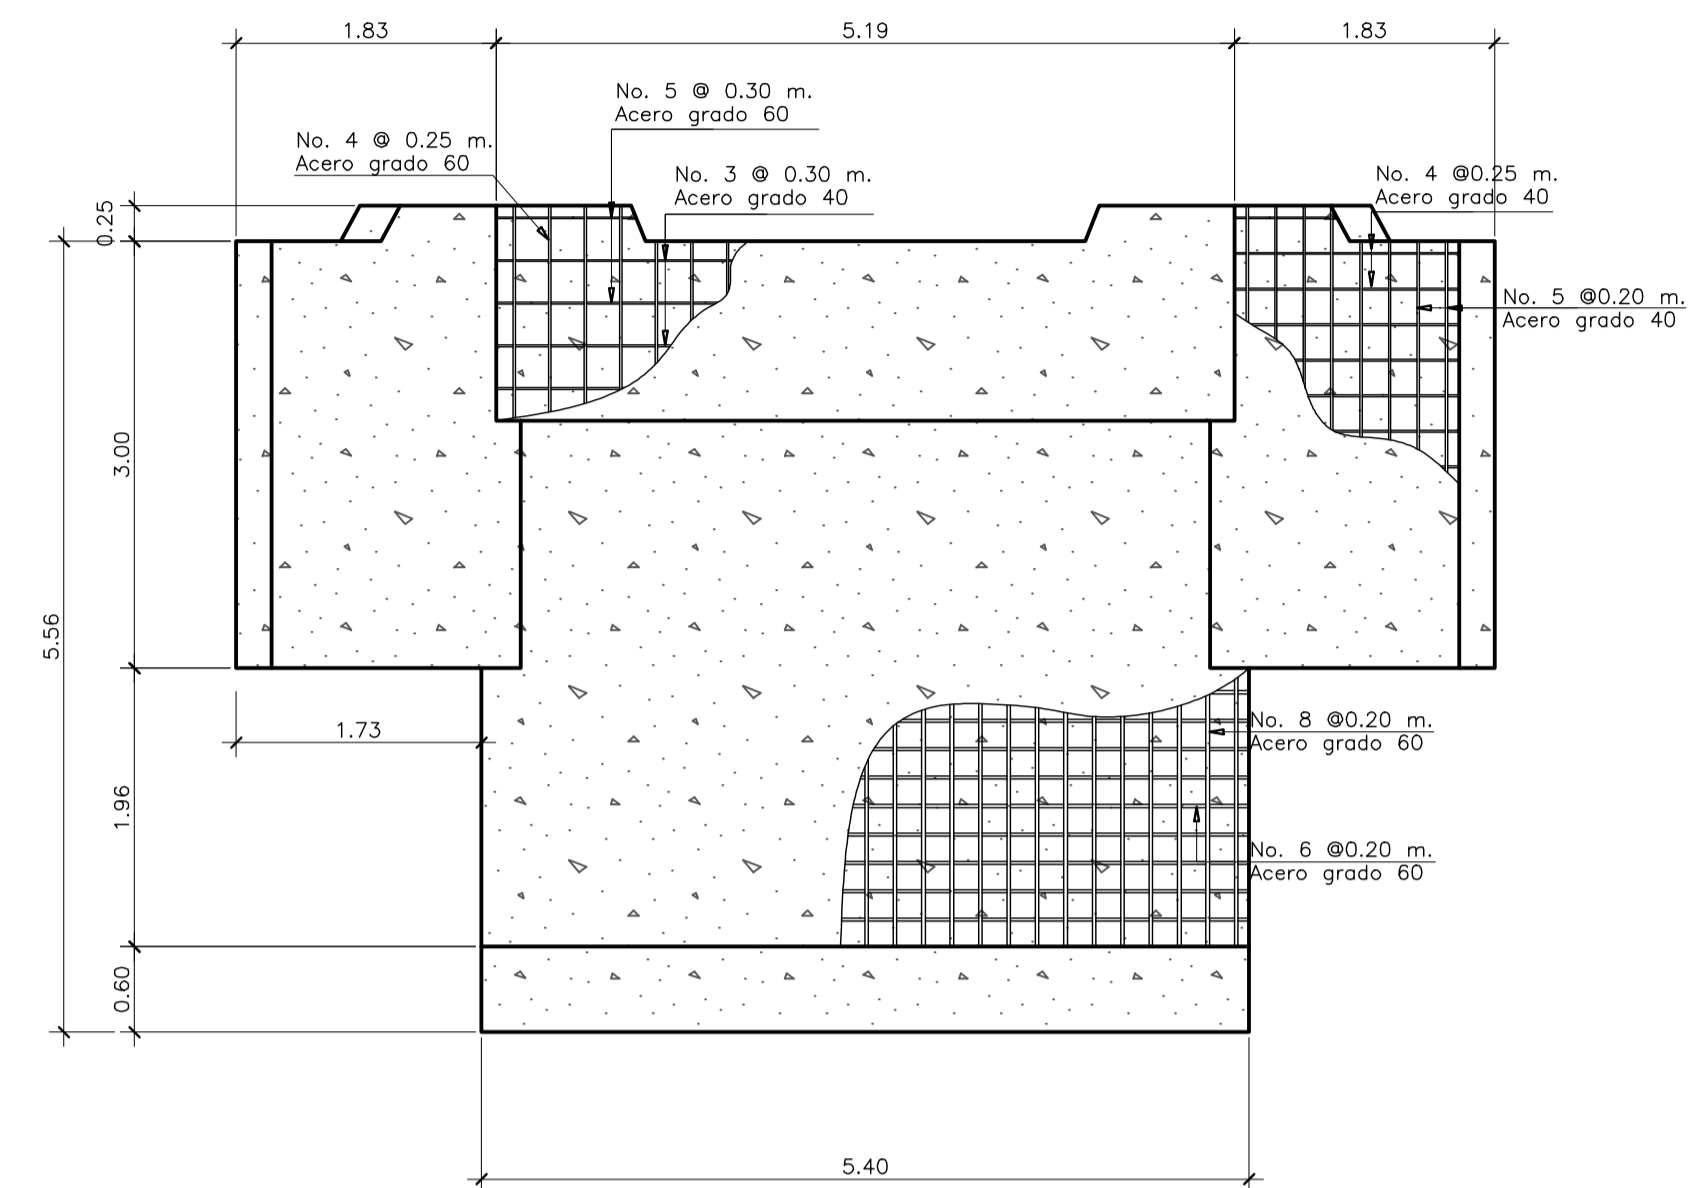 1.83
5.19
1.83
No. 5 @ 0.30 m.
Acero grado 60
No. 4 @ 0.25 m.
Acero grado 60
No. 3 @ 0.30 m.
Acero grado 40
No. 4 @0.25 m.
Acero grado 40
0.25
No. 5 @0.20 m.
Acero grado 40
3.00
5.56
1.73
No. 8 @0.20 m.
Acero grado 60
1.96
No. 6 @0.20 m.
Acero grado 60
0.60
5.40